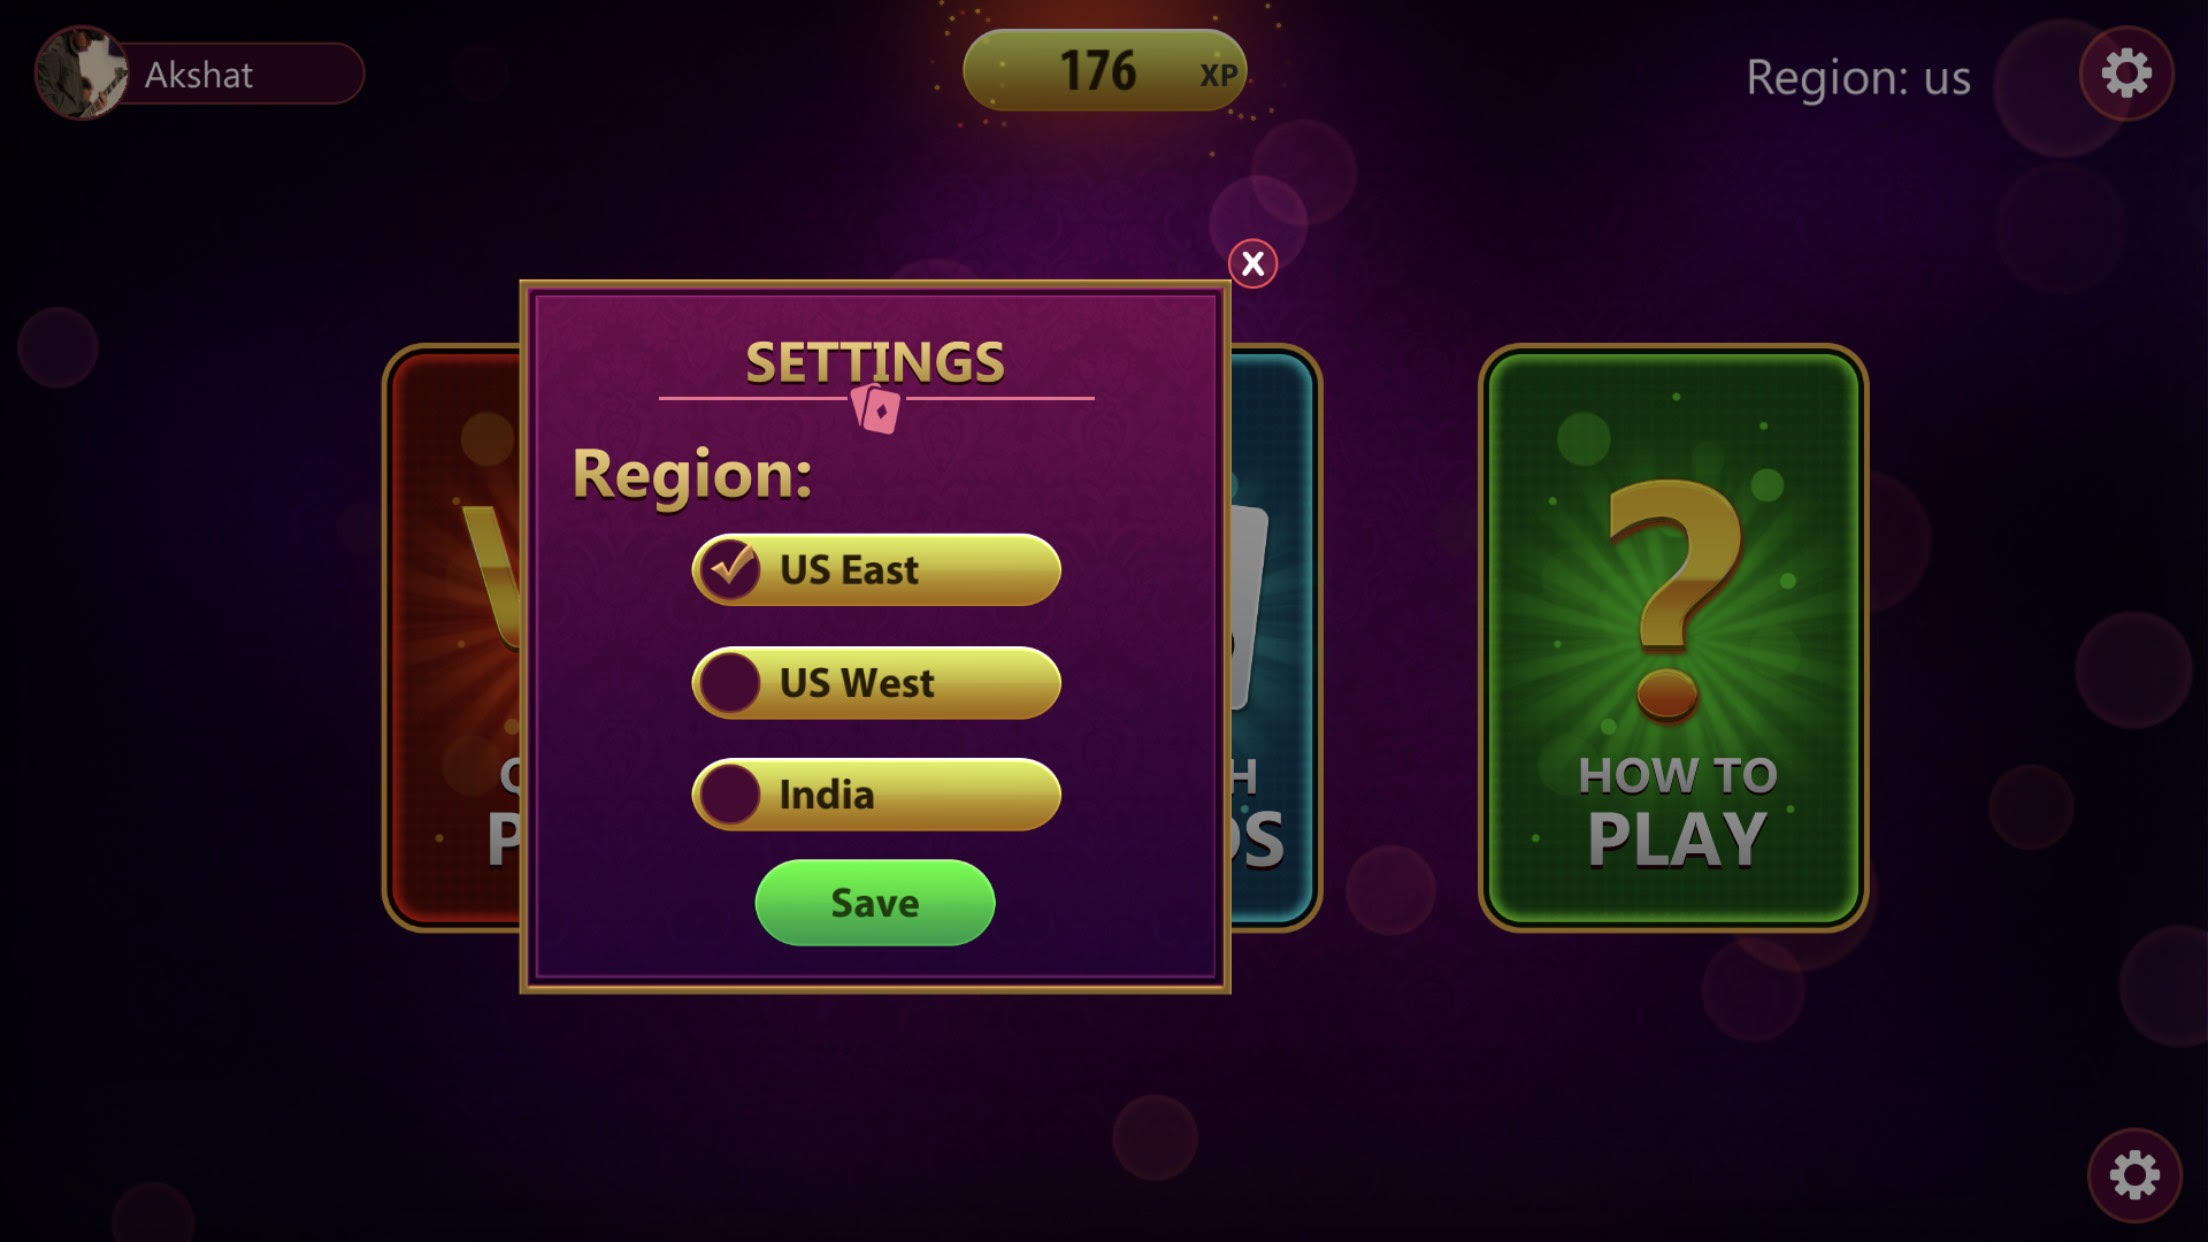 Akshat
176 XP
Region: us
SETTINGS
Region:
US East
US West
India
Save
HOW TO
PLAY